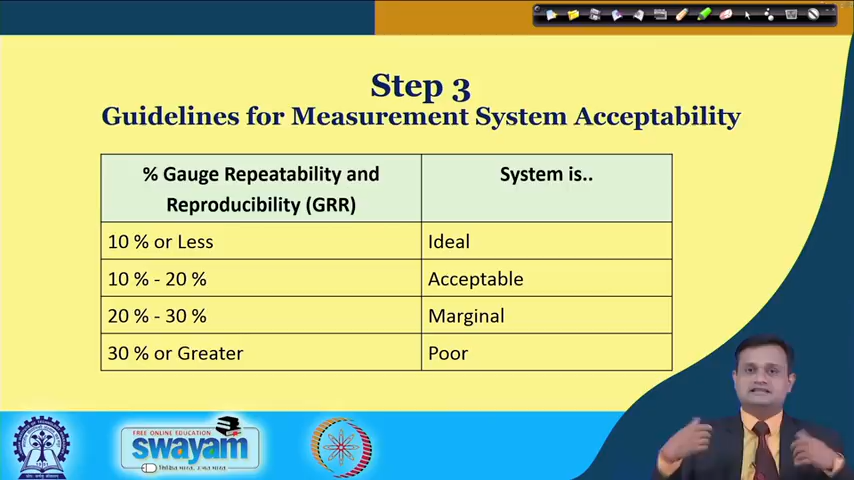 Step 3
Guidelines for Measurement System Acceptability
% Gauge Repeatability and
Reproducibility (GRR)
System is..
10 % or Less
Ideal
10 % - 20 %
Acceptable
20 % - 30 %
Marginal
30 % or Greater
Poor
FREE ONLINE EDUCATION
swayam